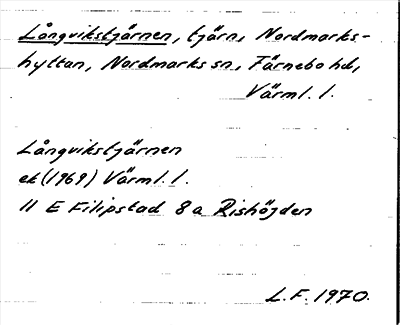 Långvikstjärnen, tjärn, Nordmarks-
hyttan, Nordmarks sn, Färnebo hd,
Värml. l.
Långvikstjärnen
ek (1969) Värml. l.
11 E Filipstad 8 a Rishöjden
L.F. 1970.